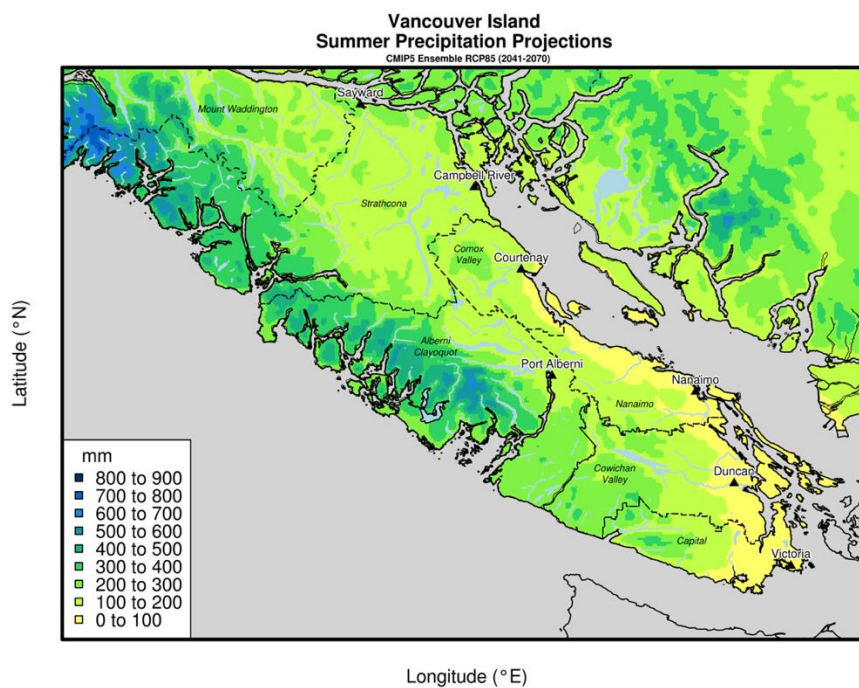 Vancouver Island
Summer Precipitation Projections
CMIP5 Ensemble RCP85 (2041-2070)
Sayward
Mount Waddington
Campbell River
Strathcona
Comox
Valley
Courtenay
Alberni
Clayoquot
Port Alberni
Nanaimo
Nanaimo
Cowichan
Valley
Duncan
Capital
Victoria
Latitude (°N)
mm
800 to 900
700 to 800
600 to 700
500 to 600
400 to 500
300 to 400
200 to 300
100 to 200
0 to 100
Longitude (°E)